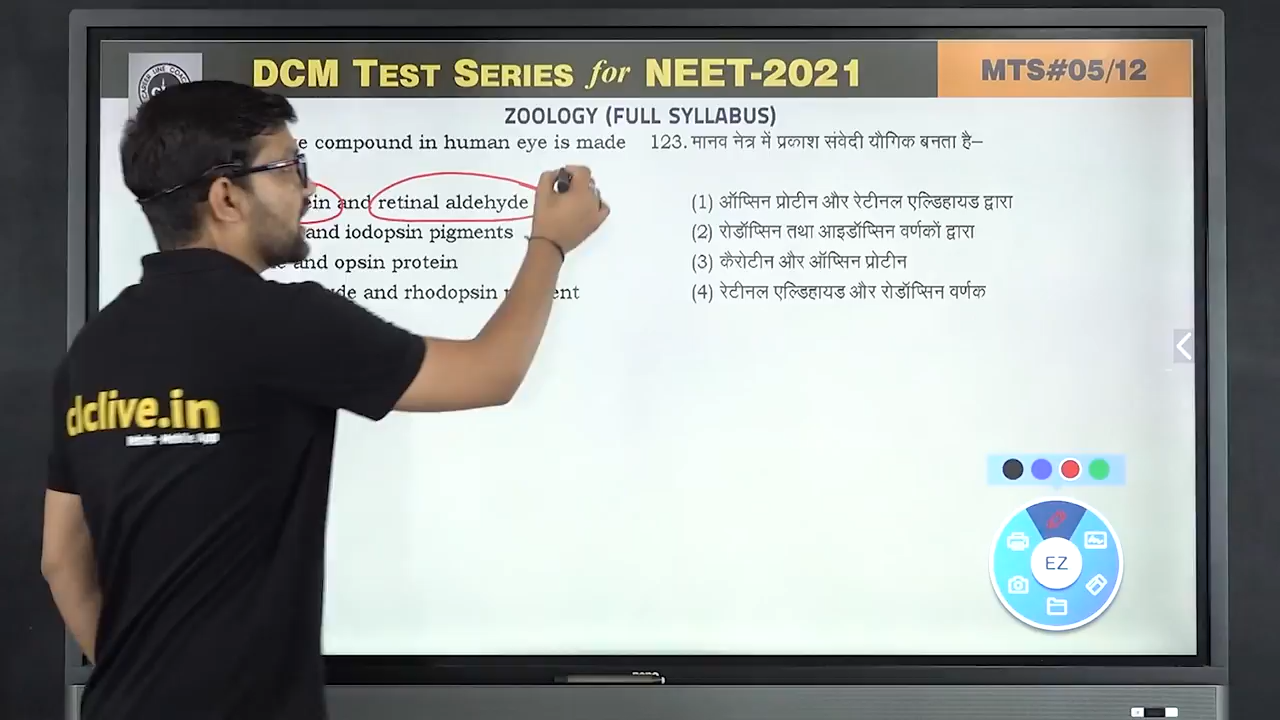 DCM TEST SERIES for NEET-2021
MTS#05/12
ZOOLOGY (FULL SYLLABUS)
compound in human eye is made
and retinal aldehyde
and iodopsin pigments
and opsin protein
and rhodopsin
123. मानव नेत्र में प्रकाश संवेदी यौगिक बनता है–
(1) ऑप्सिन प्रोटीन और रेटीनल एल्डिहायड द्वारा
(2) रोडॉप्सिन तथा आइडॉप्सिन वर्णकों द्वारा
(3) कैरोटीन और ऑप्सिन प्रोटीन
(4) रेटीनल एल्डिहायड और रोडॉप्सिन वर्णक
EZ
dclive.in